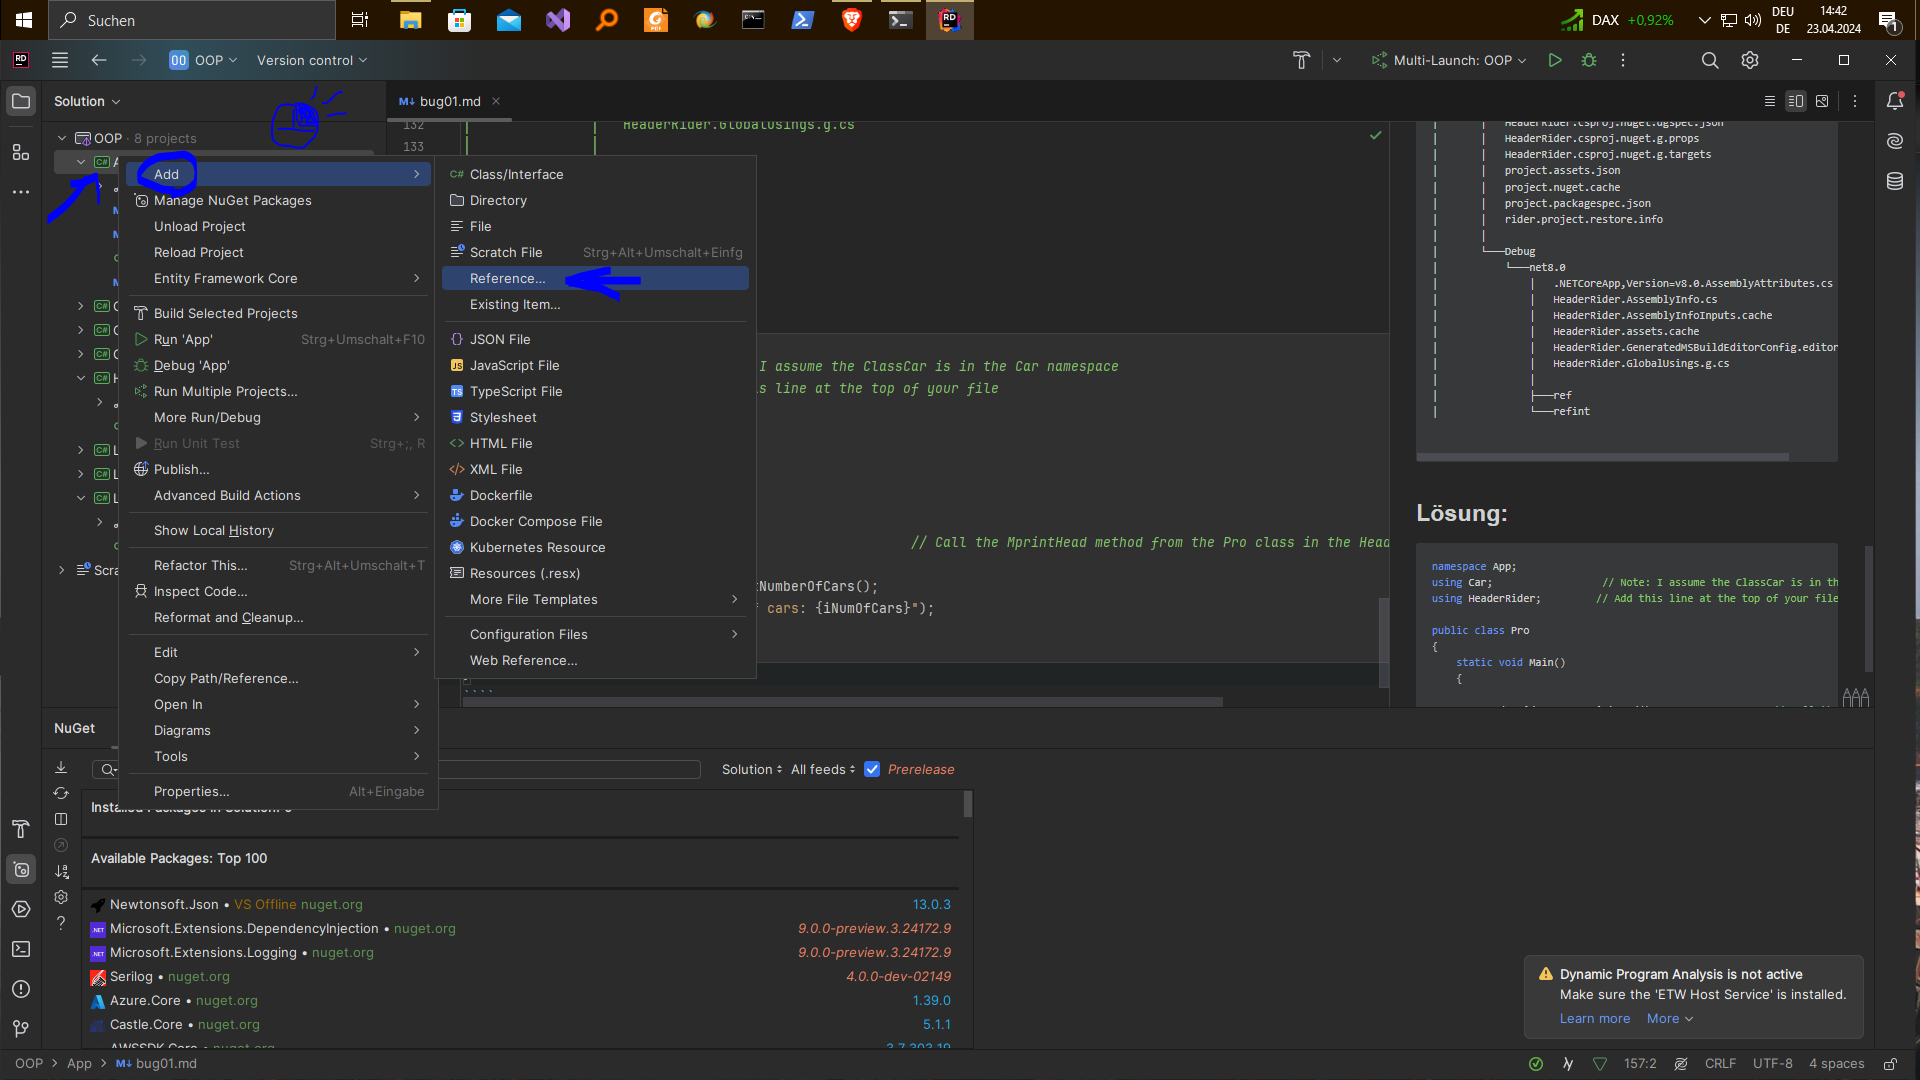 Suchen
DAX +0,92%
DEU
DE
14:42
23.04.2024
1
RD
OO OOP
Version control
Multi-Launch: OOP
Solution
M↓ bug01.md
OOP · 8 projects
C#
Add
Manage NuGet Packages
Unload Project
Reload Project
Entity Framework Core
Build Selected Projects
Run 'App' Strg+Umschalt+F10
Debug 'App'
Run Multiple Projects...
More Run/Debug
Run Unit Test Strg+;, R
Publish...
Advanced Build Actions
Show Local History
Refactor This... Strg+Alt+Umschalt+T
Inspect Code...
Reformat and Cleanup...
Edit
Copy Path/Reference...
Open In
Diagrams
Tools
Properties... Alt+Eingabe
Class/Interface
Directory
File
Scratch File Strg+Alt+Umschalt+Einfg
Reference...
Existing Item...
JSON File
JavaScript File
TypeScript File
Stylesheet
HTML File
XML File
Dockerfile
Docker Compose File
Kubernetes Resource
Resources (.resx)
More File Templates
Configuration Files
Web Reference...
132 HeaderRider.GlobalUsings.g.cs
133
I assume the ClassCar is in the Car namespace
s line at the top of your file
// Call the MprintHead method from the Pro class in the Head
NumberOfCars();
cars: {iNumOfCars}");
````
HeaderRider.csproj.nuget.dgspec.json
HeaderRider.csproj.nuget.g.props
HeaderRider.csproj.nuget.g.targets
project.assets.json
project.nuget.cache
project.packagespec.json
rider.project.restore.info
Debug
net8.0
.NETCoreApp,Version=v8.0.AssemblyAttributes.cs
HeaderRider.AssemblyInfo.cs
HeaderRider.AssemblyInfoInputs.cache
HeaderRider.assets.cache
HeaderRider.GeneratedMSBuildEditorConfig.editor
HeaderRider.GlobalUsings.g.cs
ref
refint
Lösung:
namespace App;
using Car; // Note: I assume the ClassCar is in th
using HeaderRider; // Add this line at the top of your file
public class Pro
{
static void Main()
{
NuGet
Solution All feeds Prerelease
Installed Packages in Solution: 0
Available Packages: Top 100
Newtonsoft.Json • VS Offline nuget.org 13.0.3
Microsoft.Extensions.DependencyInjection • nuget.org 9.0.0-preview.3.24172.9
Microsoft.Extensions.Logging • nuget.org 9.0.0-preview.3.24172.9
Serilog • nuget.org 4.0.0-dev-02149
Azure.Core • nuget.org 1.39.0
Castle.Core • nuget.org 5.1.1
AWSSDK.Core • nuget.org 3.7.303.19
Dynamic Program Analysis is not active
Make sure the 'ETW Host Service' is installed.
Learn more More
OOP > App > M↓ bug01.md
157:2 CRLF UTF-8 4 spaces